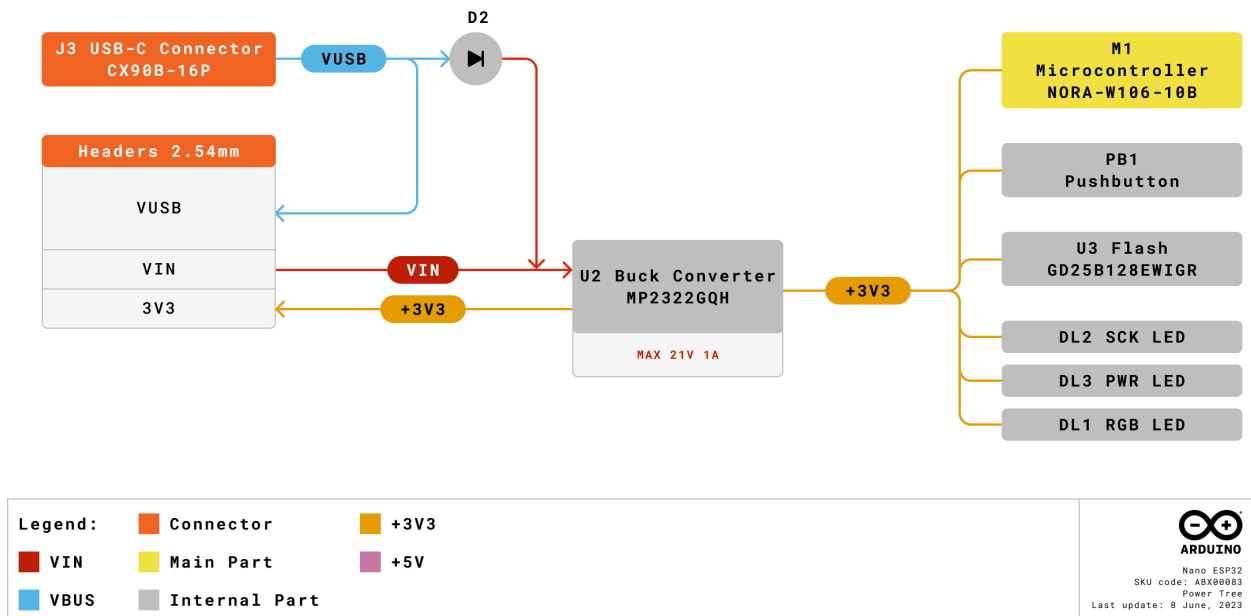 D2
J3 USB-C Connector
CX90B-16P
VUSB
Headers 2.54mm
VUSB
VIN
3V3
VIN
+3V3
U2 Buck Converter
MP2322GQH
MAX 21V 1A
+3V3
M1
Microcontroller
NORA-W106-10B
PB1
Pushbutton
U3 Flash
GD25B128EWIGR
DL2 SCK LED
DL3 PWR LED
DL1 RGB LED
Legend:
VIN
VBUS
Connector
Main Part
Internal Part
+3V3
+5V
ARDUINO
Nano ESP32
SKU code: ABX00083
Power Tree
Last update: 8 June, 2023